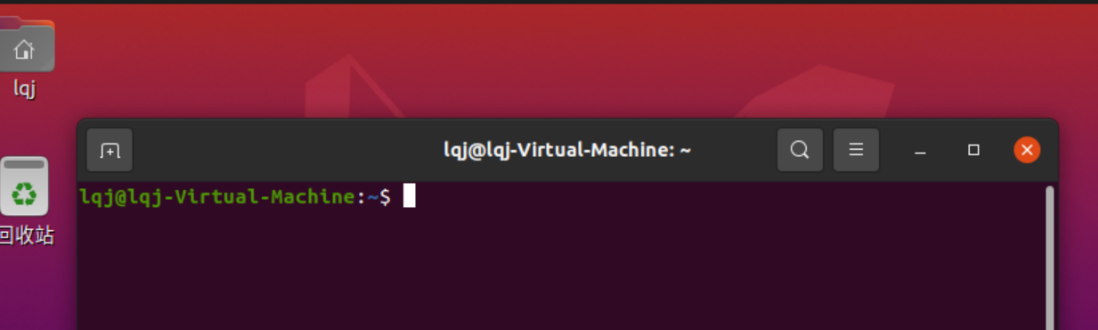 lqj
lqj@lqj-Virtual-Machine: ~
lqj@lqj-Virtual-Machine:~$
回收站